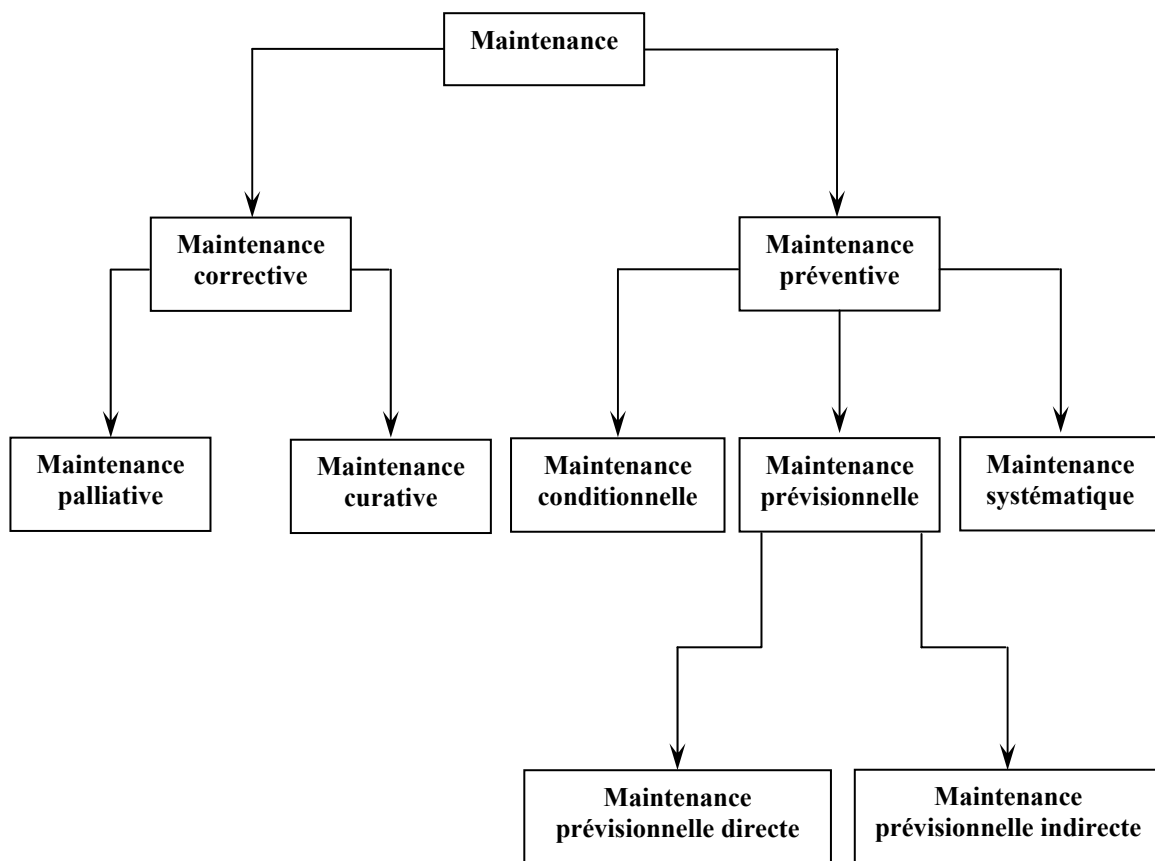 Maintenance
Maintenance
corrective
Maintenance
préventive
Maintenance
palliative
Maintenance
curative
Maintenance
conditionnelle
Maintenance
prévisionnelle
Maintenance
systématique
Maintenance
prévisionnelle directe
Maintenance
prévisionnelle indirecte